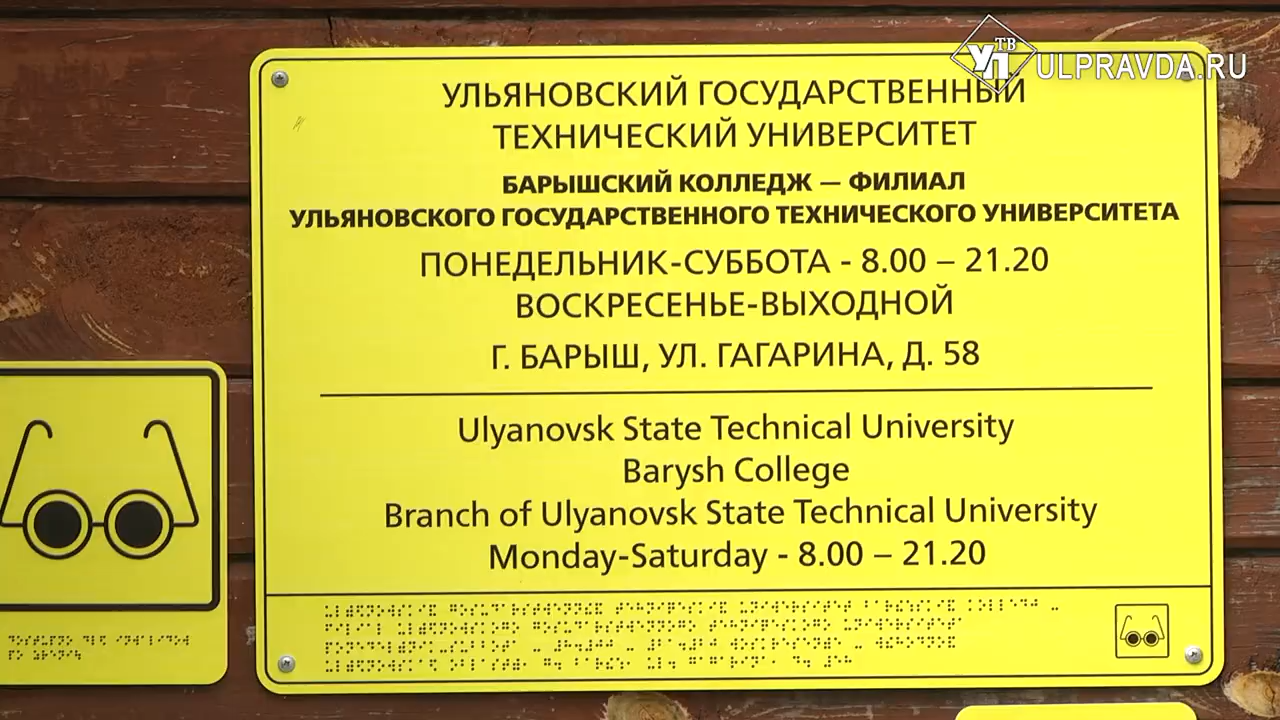 УП ТВ ULPRAVDA.RU
УЛЬЯНОВСКИЙ ГОСУДАРСТВЕННЫЙ
ТЕХНИЧЕСКИЙ УНИВЕРСИТЕТ
БАРЫШСКИЙ КОЛЛЕДЖ — ФИЛИАЛ
УЛЬЯНОВСКОГО ГОСУДАРСТВЕННОГО ТЕХНИЧЕСКОГО УНИВЕРСИТЕТА
ПОНЕДЕЛЬНИК-СУББОТА - 8.00 – 21.20
ВОСКРЕСЕНЬЕ-ВЫХОДНОЙ
Г. БАРЫШ, УЛ. ГАГАРИНА, Д. 58
Ulyanovsk State Technical University
Barysh College
Branch of Ulyanovsk State Technical University
Monday-Saturday - 8.00 – 21.20